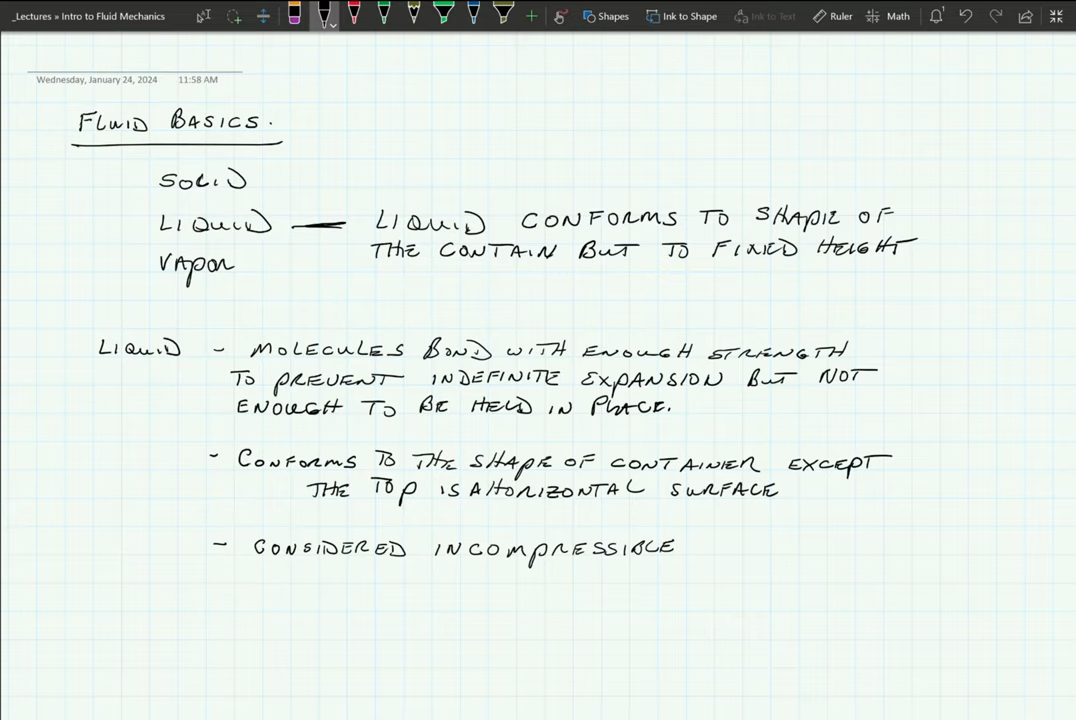 _Lectures » Intro to Fluid Mechanics Shapes Ink to Shape Ink to Text Ruler Math
Wednesday, January 24, 2024 11:58 AM
FLUID BASICS.
SOLID
LIQUID — LIQUID CONFORMS TO SHAPE OF
THE CONTAIN BUT TO FIXED HEIGHT
VAPOR
LIQUID - MOLECULES BOND WITH ENOUGH STRENGTH
TO PREVENT INDEFINITE EXPANSION BUT NOT
ENOUGH TO BE HELD IN PLACE.
- CONFORMS TO THE SHAPE OF CONTAINER EXCEPT
THE TOP IS A HORIZONTAL SURFACE
- CONSIDERED INCOMPRESSIBLE